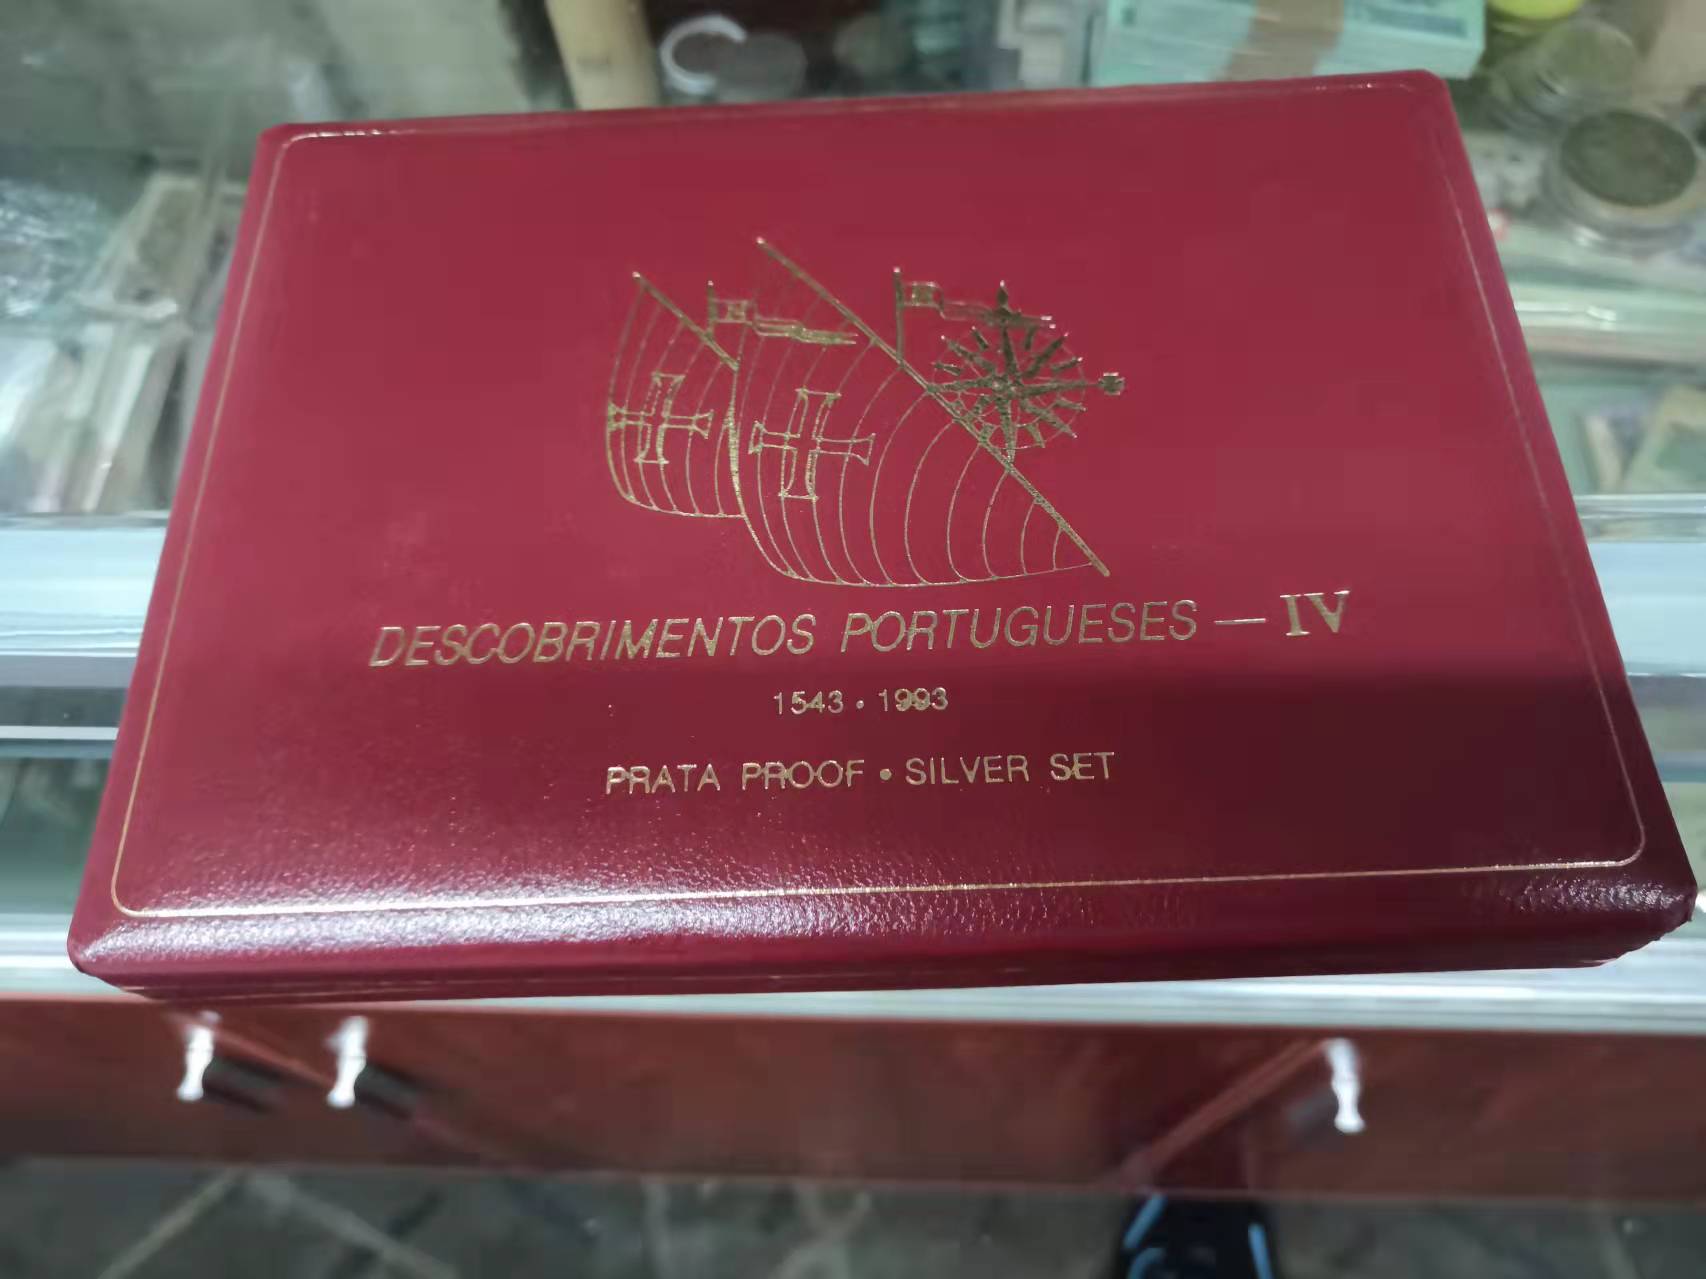 DESCOBRIMENTOS PORTUGUESES — IV
1543 • 1993
PRATA PROOF • SILVER SET